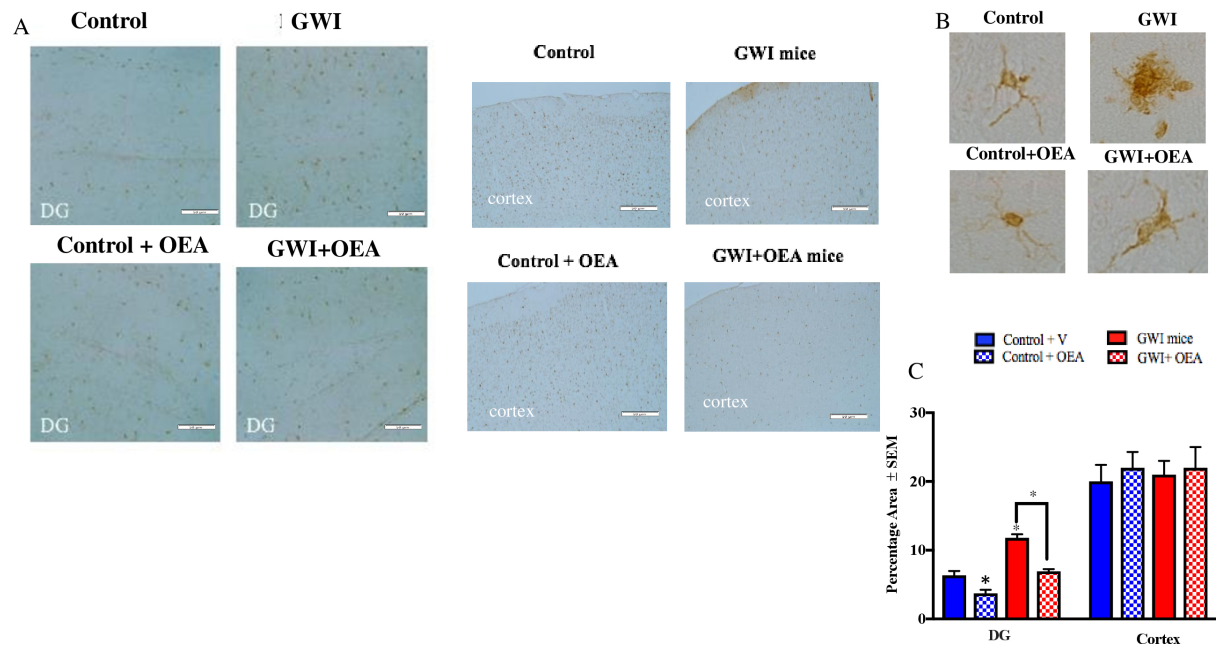 A
Control
GWI
DG
DG
Control + OEA
GWI+OEA
DG
DG
Control
GWI mice
cortex
cortex
Control + OEA
GWI+OEA mice
cortex
cortex
B
Control
GWI
Control+OEA
GWI+OEA
Control + V
GWI mice
Control + OEA
GWI+ OEA
C
Percentage Area ± SEM
30
20
10
0
*
*
*
DG
Cortex